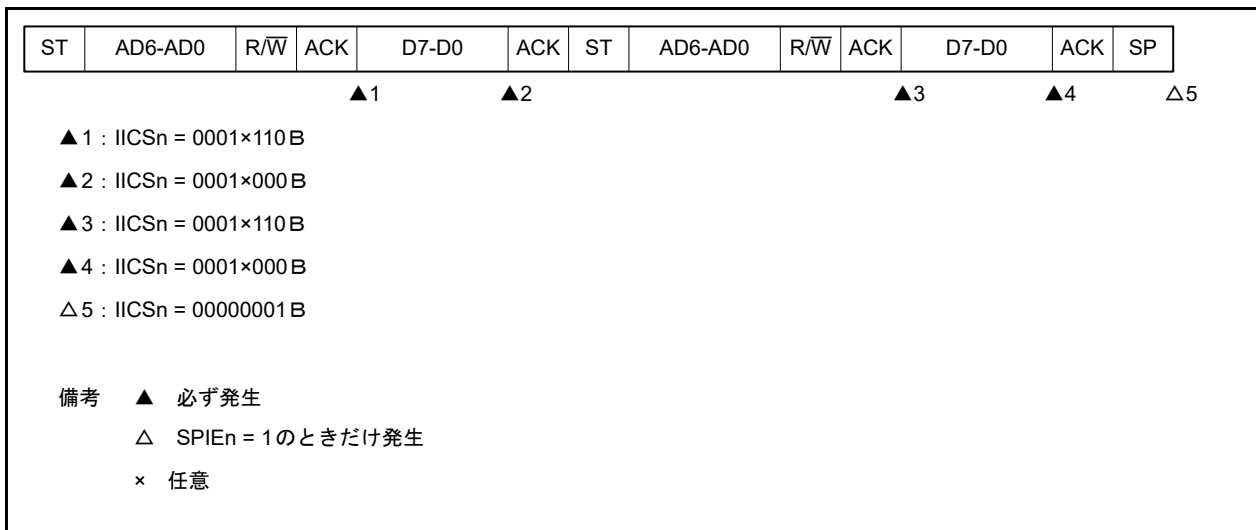 ST AD6-AD0 R/W̅ ACK D7-D0 ACK ST AD6-AD0 R/W̅ ACK D7-D0 ACK SP
▲1 ▲2 ▲3 ▲4 △5
▲1：IICSn = 0001×110B
▲2：IICSn = 0001×000B
▲3：IICSn = 0001×110B
▲4：IICSn = 0001×000B
△5：IICSn = 00000001B
備考 ▲ 必ず発生
△ SPIEn = 1のときだけ発生
× 任意